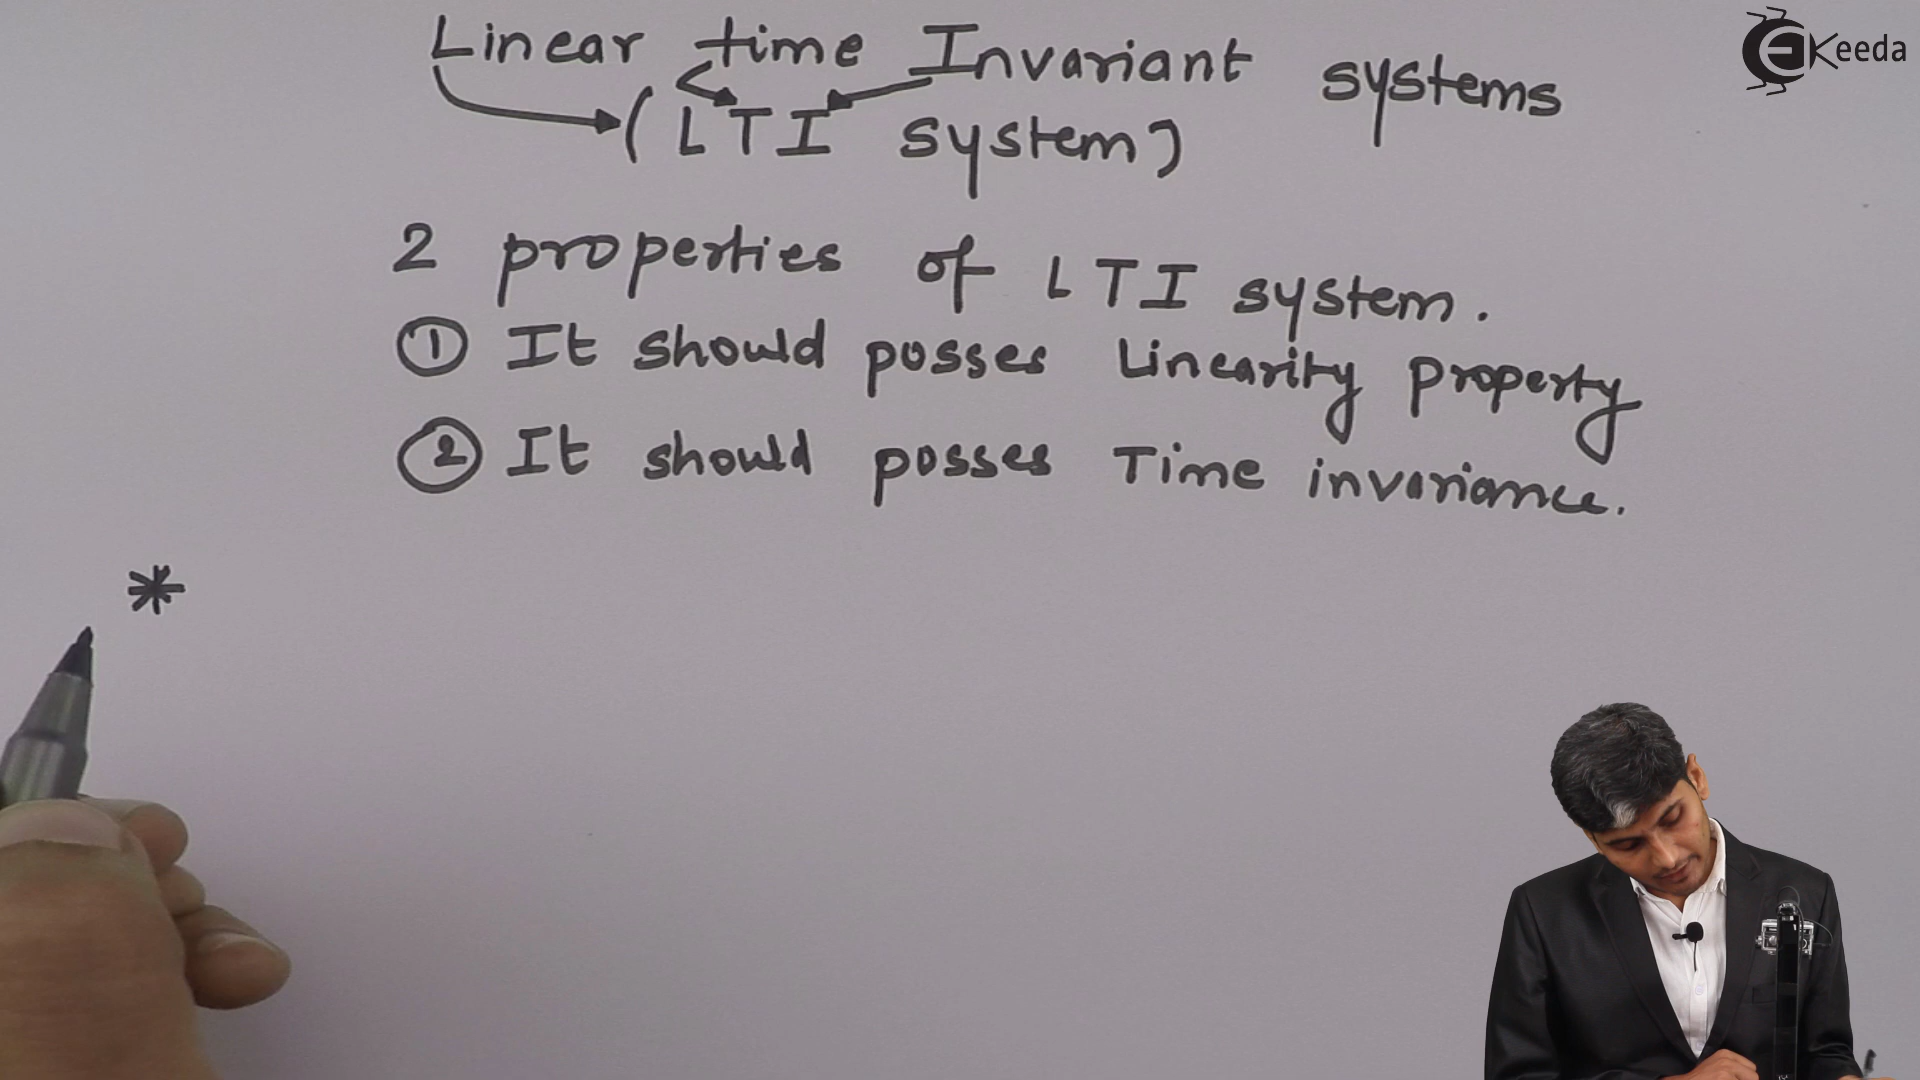 Linear time Invariant systems
(LTI system)
2 properties of LTI system.
① It should posses Linearity Property
② It should posses Time invariance.
*
EKeeda